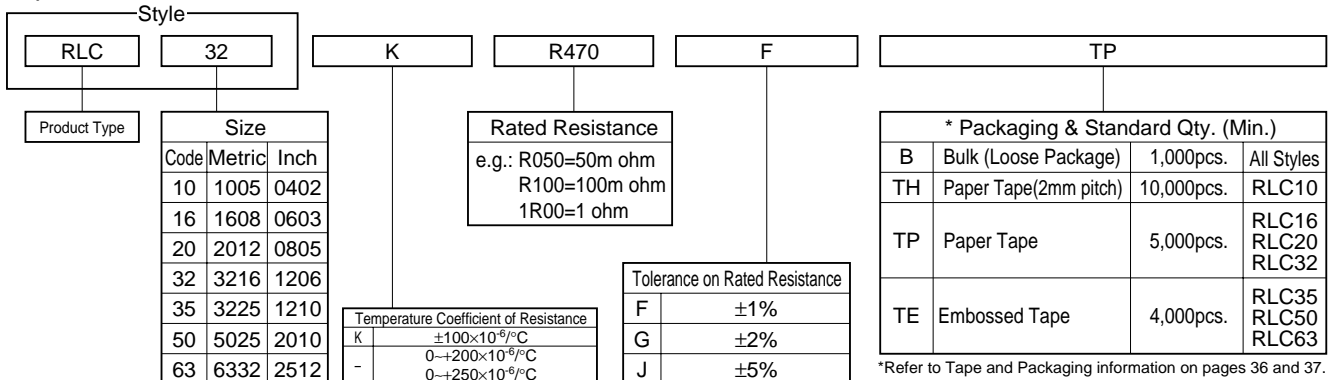 Style
RLC 32 K R470 F TP
Product Type
Size
Code Metric Inch
10 1005 0402
16 1608 0603
20 2012 0805
32 3216 1206
35 3225 1210
50 5025 2010
63 6332 2512
Temperature Coefficient of Resistance
K ±100×10⁻⁶/°C
– 0~+200×10⁻⁶/°C
0~+250×10⁻⁶/°C
Rated Resistance
e.g.: R050=50m ohm
R100=100m ohm
1R00=1 ohm
Tolerance on Rated Resistance
F ±1%
G ±2%
J ±5%
* Packaging & Standard Qty. (Min.)
B Bulk (Loose Package) 1,000pcs. All Styles
TH Paper Tape(2mm pitch) 10,000pcs. RLC10
TP Paper Tape 5,000pcs. RLC16
RLC20
RLC32
TE Embossed Tape 4,000pcs. RLC35
RLC50
RLC63
*Refer to Tape and Packaging information on pages 36 and 37.